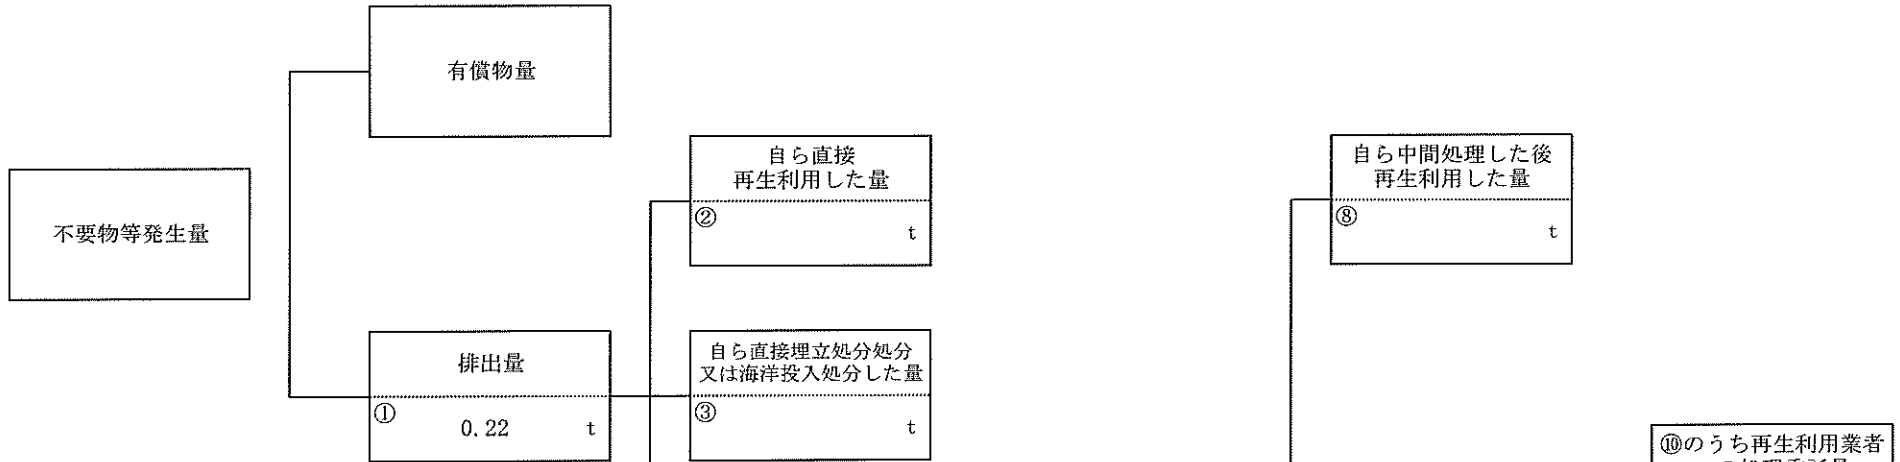 有償物量
自ら直接
再生利用した量
②
t
自ら中間処理した後
再生利用した量
⑧
t
不要物等発生量
排出量
①
0.22 t
自ら直接埋立処分処分
又は海洋投入処分した量
③
t
⑩のうち再生利用業者